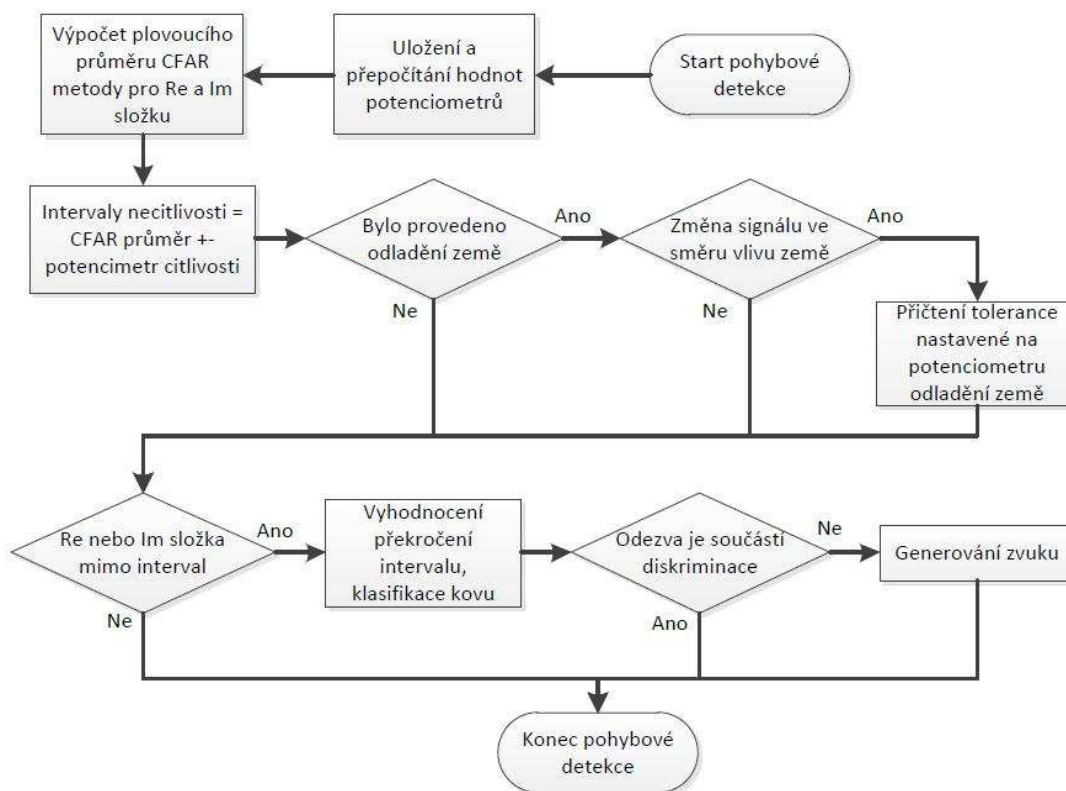 Start pohybové
detekce
Uložení a
přepočítání hodnot
potenciometrů
Výpočet plovoucího
průměru CFAR
metody pro Re a Im
složku
Intervaly necitlivosti =
CFAR průměr +-
potencimetr citlivosti
Bylo provedeno
odladění země
Ano
Ne
Změna signálu ve
směru vlivu země
Ano
Ne
Přičtení tolerance
nastavené na
potenciometru
odladění země
Re nebo Im složka
mimo interval
Ano
Ne
Vyhodnocení
překročení
intervalu,
klasifikace kovu
Odezva je součástí
diskriminace
Ne
Ano
Generování zvuku
Konec pohybové
detekce